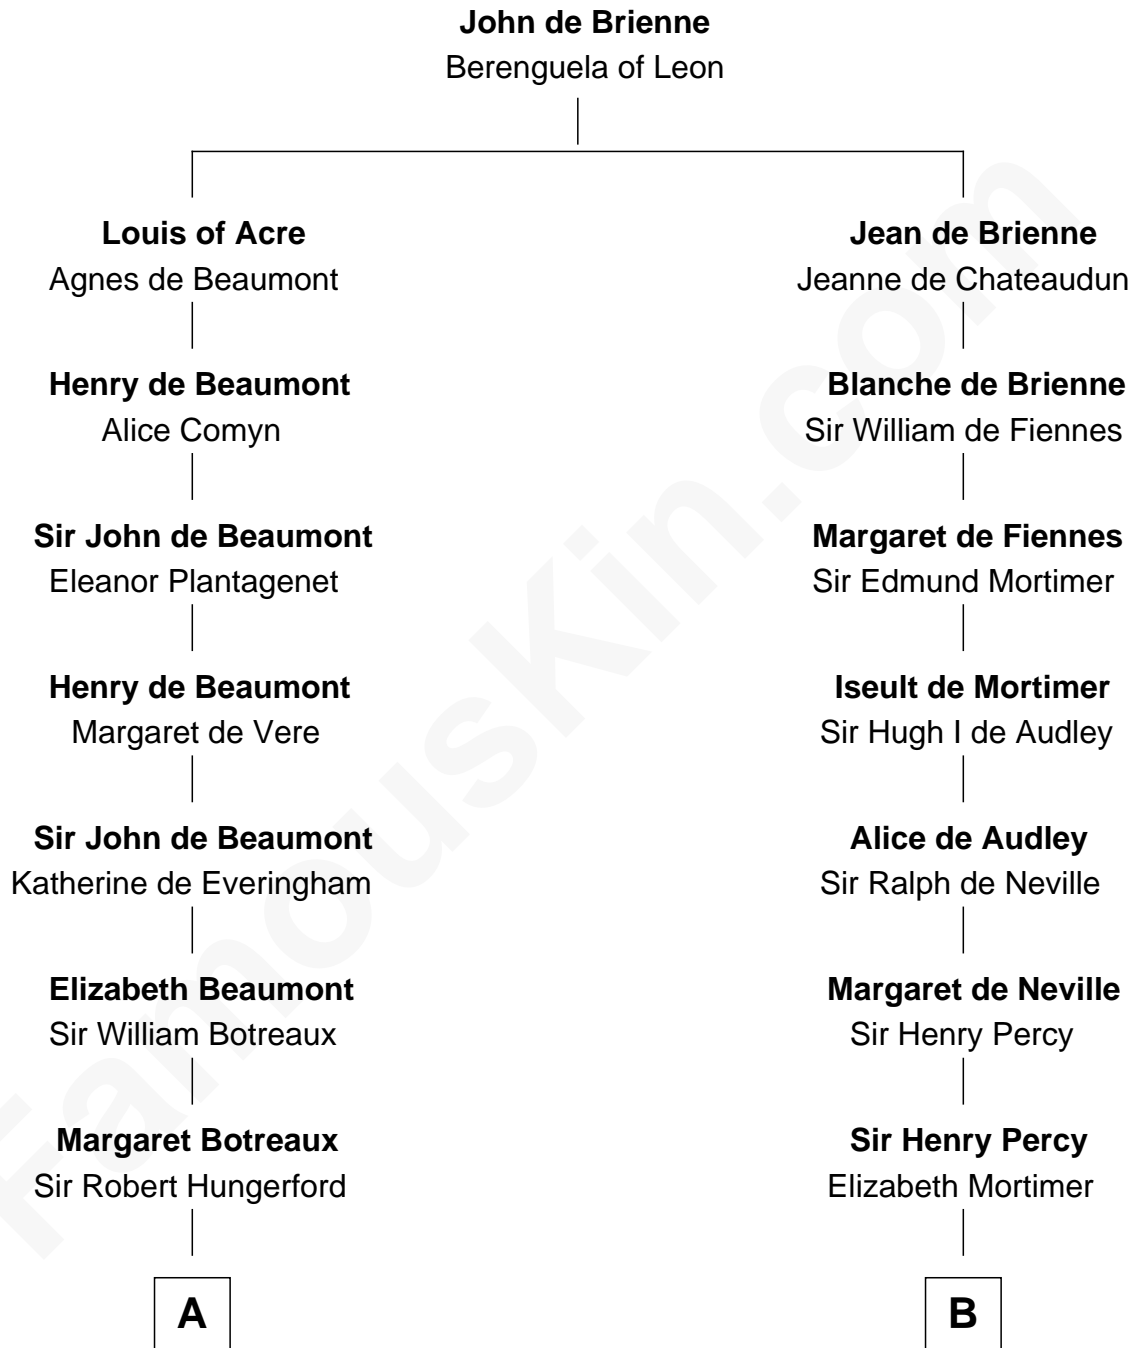 John de Brienne
Berenguela of Leon
Louis of Acre
Agnes de Beaumont
Jean de Brienne
Jeanne de Chateaudun
Henry de Beaumont
Alice Comyn
Blanche de Brienne
Sir William de Fiennes
Sir John de Beaumont
Eleanor Plantagenet
Margaret de Fiennes
Sir Edmund Mortimer
Henry de Beaumont
Margaret de Vere
Iseult de Mortimer
Sir Hugh I de Audley
Sir John de Beaumont
Katherine de Everingham
Alice de Audley
Sir Ralph de Neville
Elizabeth Beaumont
Sir William Botreaux
Margaret de Neville
Sir Henry Percy
Margaret Botreaux
Sir Robert Hungerford
Sir Henry Percy
Elizabeth Mortimer
A
B
FamousKin.com